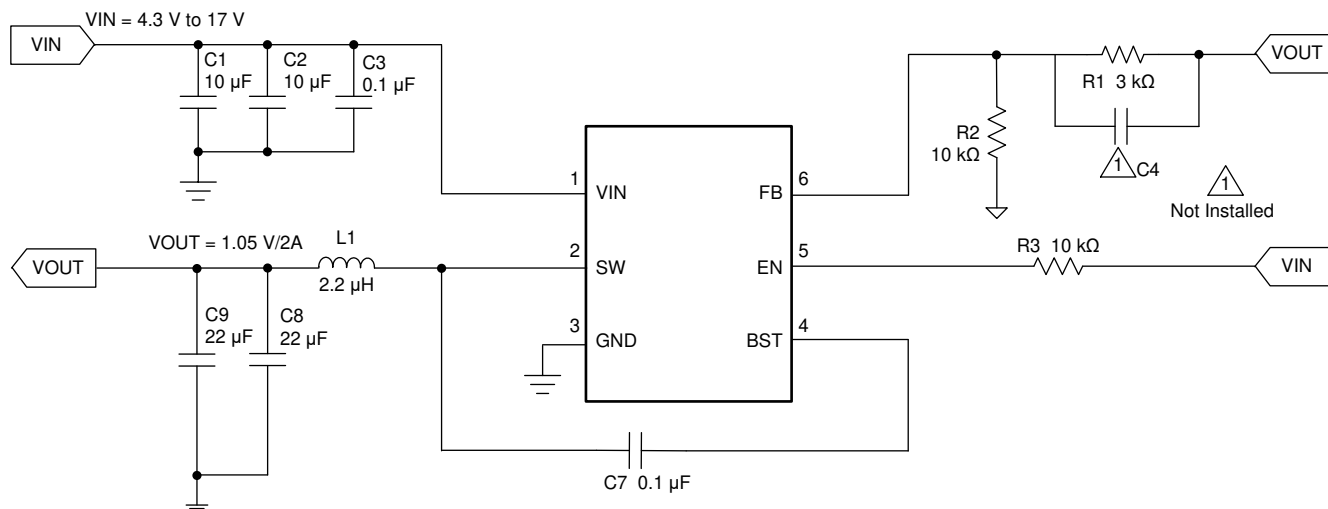 VIN = 4.3 V to 17 V
VIN
C1
10 µF
C2
10 µF
C3
0.1 µF
VOUT
R1 3 kΩ
R2
10 kΩ
1
C4
1
Not Installed
1
VIN
FB
6
VOUT = 1.05 V/2A
L1
VOUT
2.2 µH
2
SW
EN
5
R3 10 kΩ
VIN
C9
22 µF
C8
22 µF
3
GND
BST
4
C7 0.1 µF